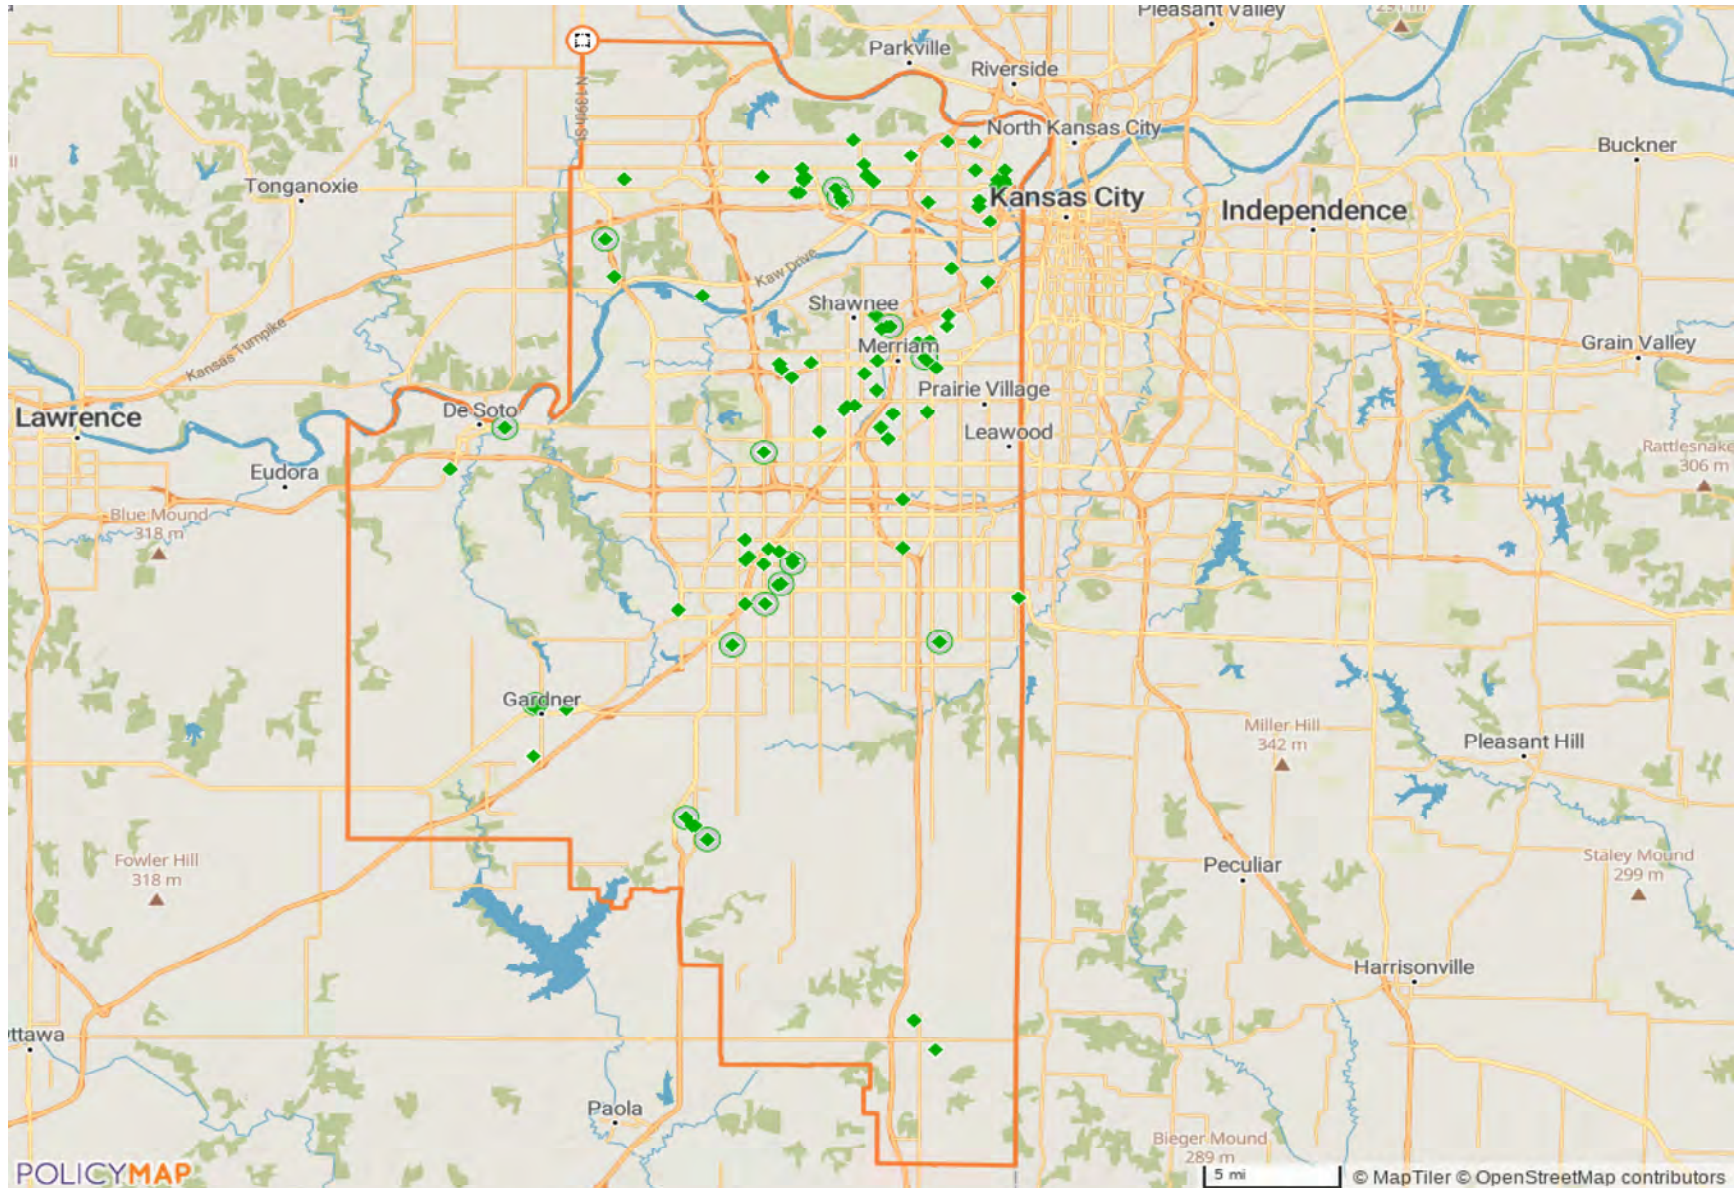 Pleasant Valley
291 m
Parkville
Riverside
N 139th St
North Kansas City
Buckner
Tonganoxie
Kansas City
Independence
Kaw Drive
Shawnee
Kansas Turnpike
Merriam
Grain Valley
Prairie Village
De Soto
Lawrence
Leawood
Eudora
Rattlesnake
306 m
Blue Mound
318 m
Gardner
Miller Hill
342 m
Pleasant Hill
Fowler Hill
318 m
Peculiar
Staley Mound
299 m
Harrisonville
ttawa
Paola
Bieger Mound
289 m
POLICYMAP
5 mi
© MapTiler © OpenStreetMap contributors